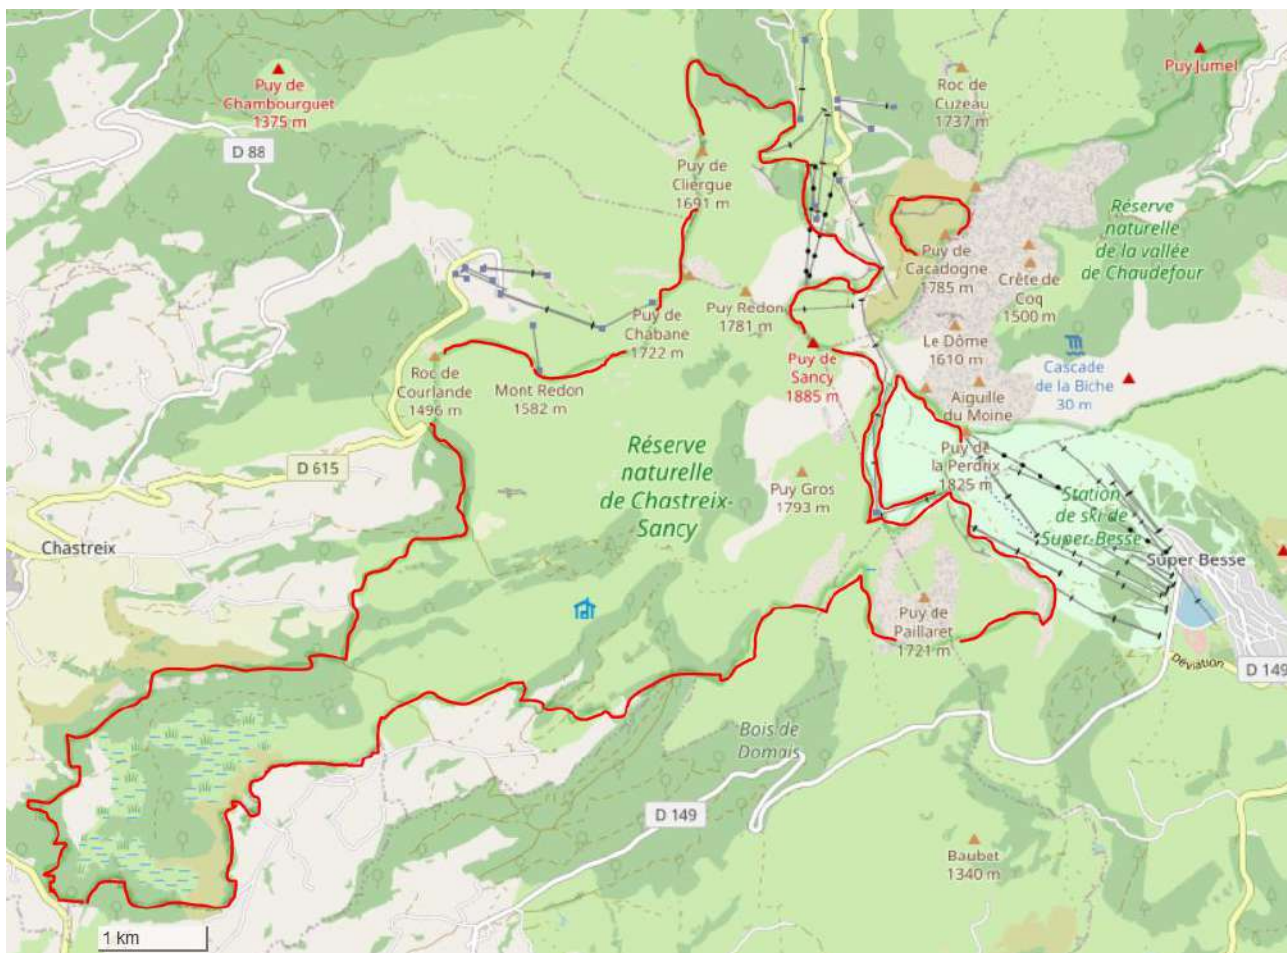 Puy de
Chambourguet
1375 m
D 88
Puy de
Cliergue
1691 m
Roc de
Cuzeau
1737 m
Puy Jumel
Réserve
naturelle
de la vallée
de Chaudefour
Puy de
Cacadogne
1785 m
Crête de
Coq
1500 m
Puy de
Chabane
1722 m
Puy Redon
1781 m
Puy de
Sancy
1885 m
Le Dôme
1610 m
Cascade
de la Biche
30 m
Aiguille
du Moine
Roc de
Courlande
1496 m
Mont Redon
1582 m
D 615
Réserve
naturelle
de Chastreix-
Sancy
Puy de
la Perdrix
1825 m
Puy Gros
1793 m
Station
de ski de
Super-Besse
Super Besse
Chastreix
Puy de
Paillaret
1721 m
Déviation
D 149
Bois de
Domais
D 149
Baubet
1340 m
1 km